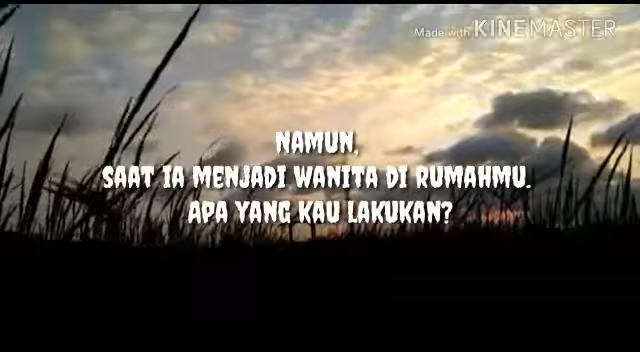 Made with KINEMASTER
NAMUN,
SAAT IA MENJADI WANITA DI RUMAHMU.
APA YANG KAU LAKUKAN?